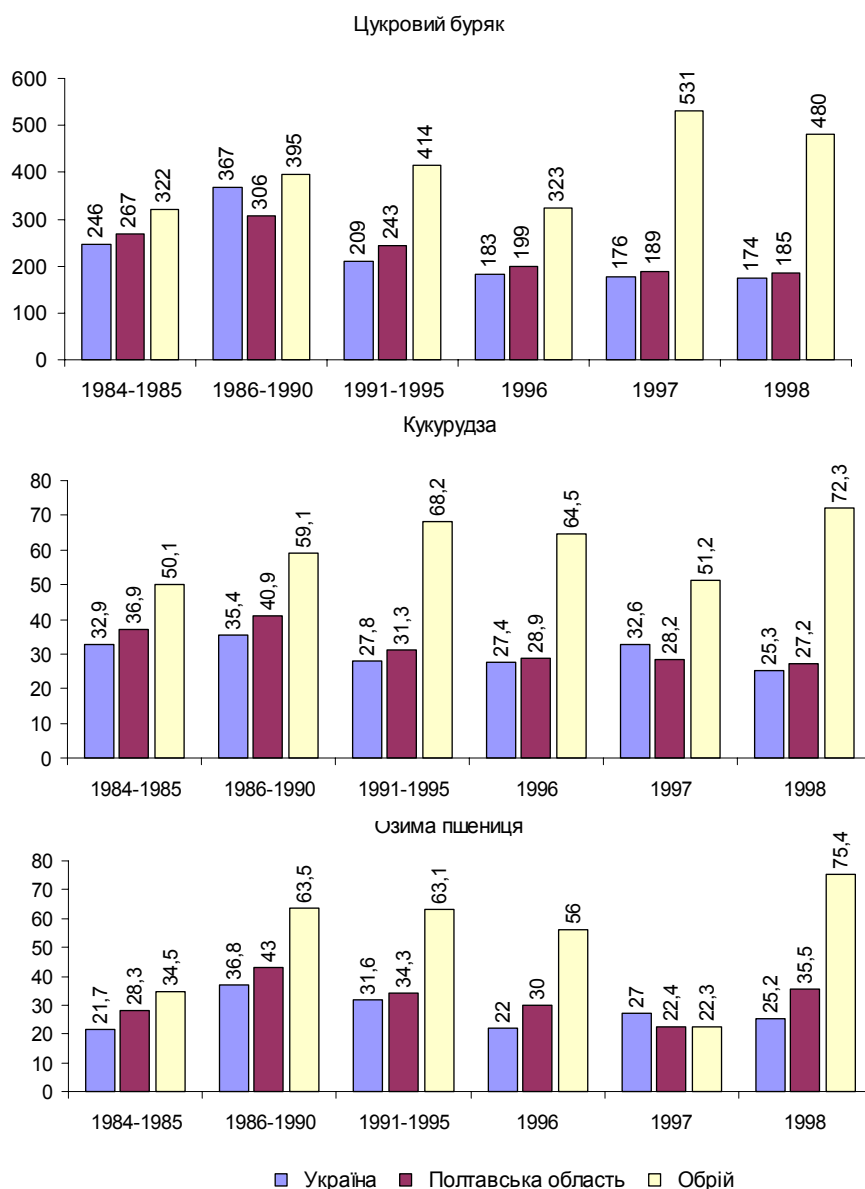 Цукровий буряк
600
500
400
300
200
100
0
246 267 322 367 306 395 209 243 414 183 199 323 176 189 531 174 185 480
1984-1985 1986-1990 1991-1995 1996 1997 1998
Кукурудза
80
70
60
50
40
30
20
10
0
32,9 36,9 50,1 35,4 40,9 59,1 27,8 31,3 68,2 27,4 28,9 64,5 32,6 28,2 51,2 25,3 27,2 72,3
1984-1985 1986-1990 1991-1995 1996 1997 1998
Озима пшениця
80
70
60
50
40
30
20
10
0
21,7 28,3 34,5 36,8 43 63,5 31,6 34,3 63,1 22 30 56 27 22,4 22,3 25,2 35,5 75,4
1984-1985 1986-1990 1991-1995 1996 1997 1998
Україна Полтавська область Обрій